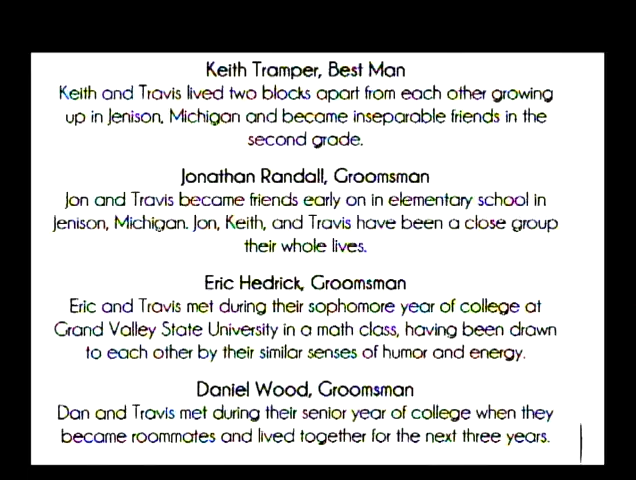 Keith Tramper, Best Man
Keith and Travis lived two blocks apart from each other growing
up in Jenison, Michigan and became inseparable friends in the
second grade.
Jonathan Randall, Groomsman
Jon and Travis became friends early on in elementary school in
Jenison, Michigan. Jon, Keith, and Travis have been a close group
their whole lives.
Eric Hedrick, Groomsman
Eric and Travis met during their sophomore year of college at
Grand Valley State University in a math class, having been drawn
to each other by their similar senses of humor and energy.
Daniel Wood, Groomsman
Dan and Travis met during their senior year of college when they
became roommates and lived together for the next three years.